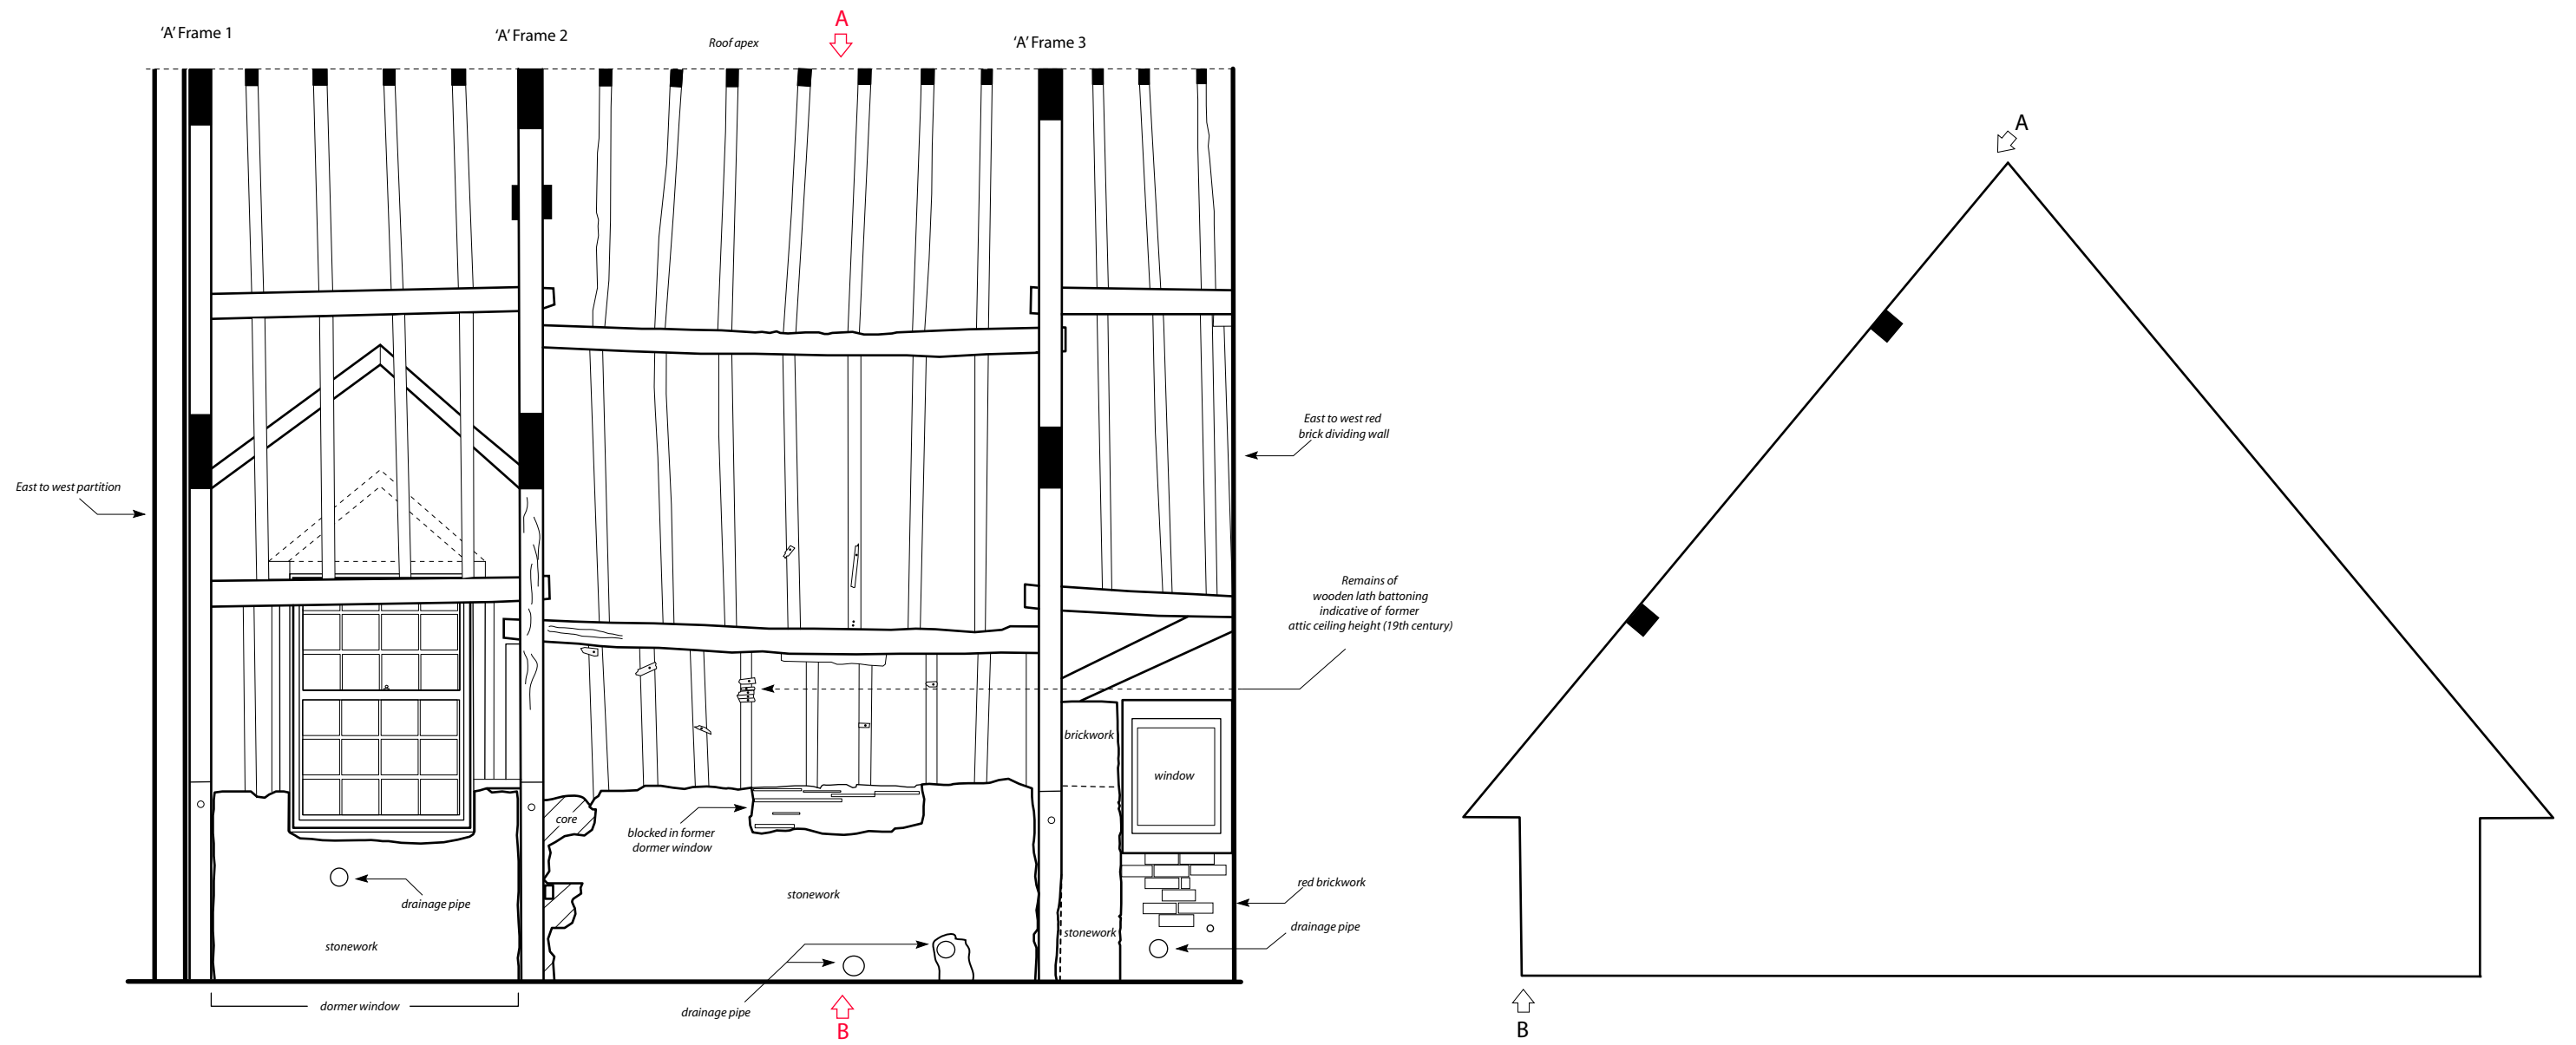 ‘A’ Frame 1
‘A’ Frame 2
Roof apex
A
‘A’ Frame 3
A
East to west red
brick dividing wall
East to west partition
Remains of
wooden lath battoning
indicative of former
attic ceiling height (19th century)
brickwork
window
core
blocked in former
dormer window
red brickwork
stonework
drainage pipe
drainage pipe
stonework
stonework
dormer window
drainage pipe
B
B